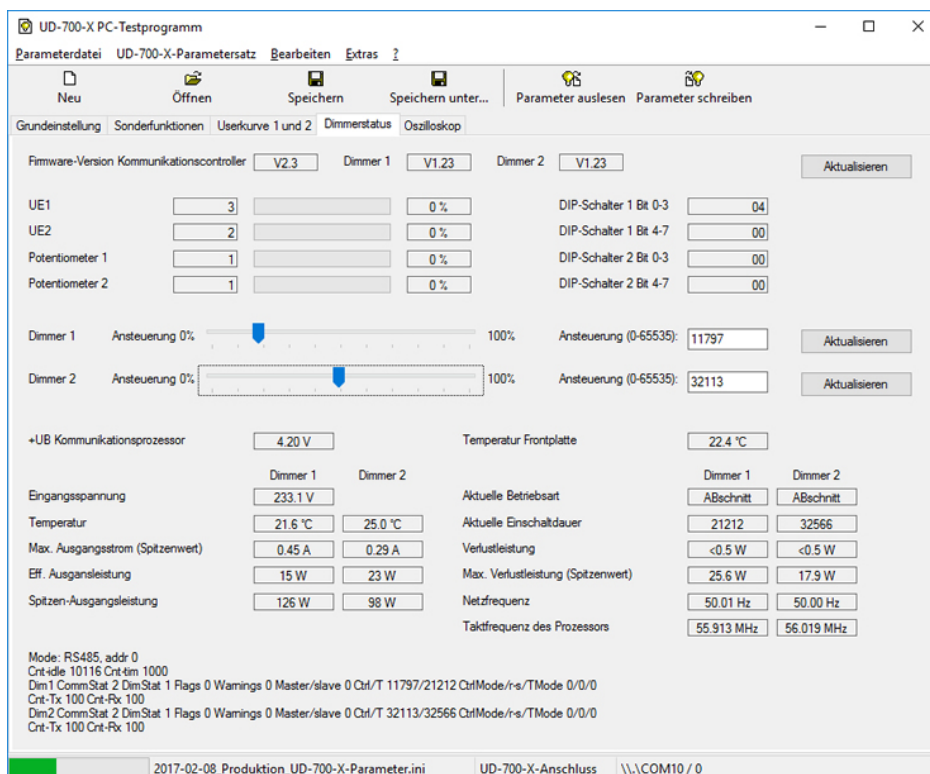 UD-700-X PC-Testprogramm
Parameterdatei UD-700-X-Parametersatz Bearbeiten Extras ?
Neu Öffnen Speichern Speichern unter... Parameter auslesen Parameter schreiben
Grundeinstellung Sonderfunktionen Userkurve 1 und 2 Dimmerstatus Oszilloskop
Firmware-Version Kommunikationscontroller V2.3 Dimmer 1 V1.23 Dimmer 2 V1.23 Aktualisieren
UE1 3 0 % DIP-Schalter 1 Bit 0-3 04
UE2 2 0 % DIP-Schalter 1 Bit 4-7 00
Potentiometer 1 1 0 % DIP-Schalter 2 Bit 0-3 00
Potentiometer 2 1 0 % DIP-Schalter 2 Bit 4-7 00
Dimmer 1 Ansteuerung 0% 100% Ansteuerung (0-65535): 11797 Aktualisieren
Dimmer 2 Ansteuerung 0% 100% Ansteuerung (0-65535): 32113 Aktualisieren
+UB Kommunikationsprozessor 4.20 V Temperatur Frontplatte 22.4 °C
Dimmer 1 Dimmer 2 Dimmer 1 Dimmer 2
Eingangsspannung 233.1 V Aktuelle Betriebsart ABschnitt ABschnitt
Temperatur 21.6 °C 25.0 °C Aktuelle Einschaltdauer 21212 32566
Max. Ausgangsstrom (Spitzenwert) 0.45 A 0.29 A Verlustleistung <0.5 W <0.5 W
Eff. Ausgansleistung 15 W 23 W Max. Verlustleistung (Spitzenwert) 25.6 W 17.9 W
Spitzen-Ausgangsleistung 126 W 98 W Netzfrequenz 50.01 Hz 50.00 Hz
Taktfrequenz des Prozessors 55.913 MHz 56.019 MHz
Mode: RS485, addr 0
Cnt-idle 10116 Cnt-tim 1000
Dim1 CommStat 2 DimStat 1 Flags 0 Warnings 0 Master/slave 0 Ctrl/T 11797/21212 CtrlMode/r-s/TMode 0/0/0
Cnt-Tx 100 Cnt-Rx 100
Dim2 CommStat 2 DimStat 1 Flags 0 Warnings 0 Master/slave 0 Ctrl/T 32113/32566 CtrlMode/r-s/TMode 0/0/0
Cnt-Tx 100 Cnt-Rx 100
2017-02-08_Produktion_UD-700-X-Parameter.ini UD-700-X-Anschluss \\.\COM10 / 0